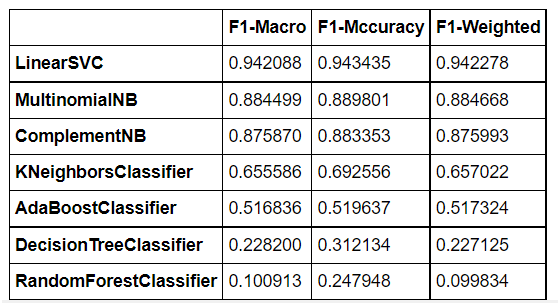 F1-Macro F1-Mccuracy F1-Weighted
LinearSVC 0.942088 0.943435 0.942278
MultinomialNB 0.884499 0.889801 0.884668
ComplementNB 0.875870 0.883353 0.875993
KNeighborsClassifier 0.655586 0.692556 0.657022
AdaBoostClassifier 0.516836 0.519637 0.517324
DecisionTreeClassifier 0.228200 0.312134 0.227125
RandomForestClassifier 0.100913 0.247948 0.099834